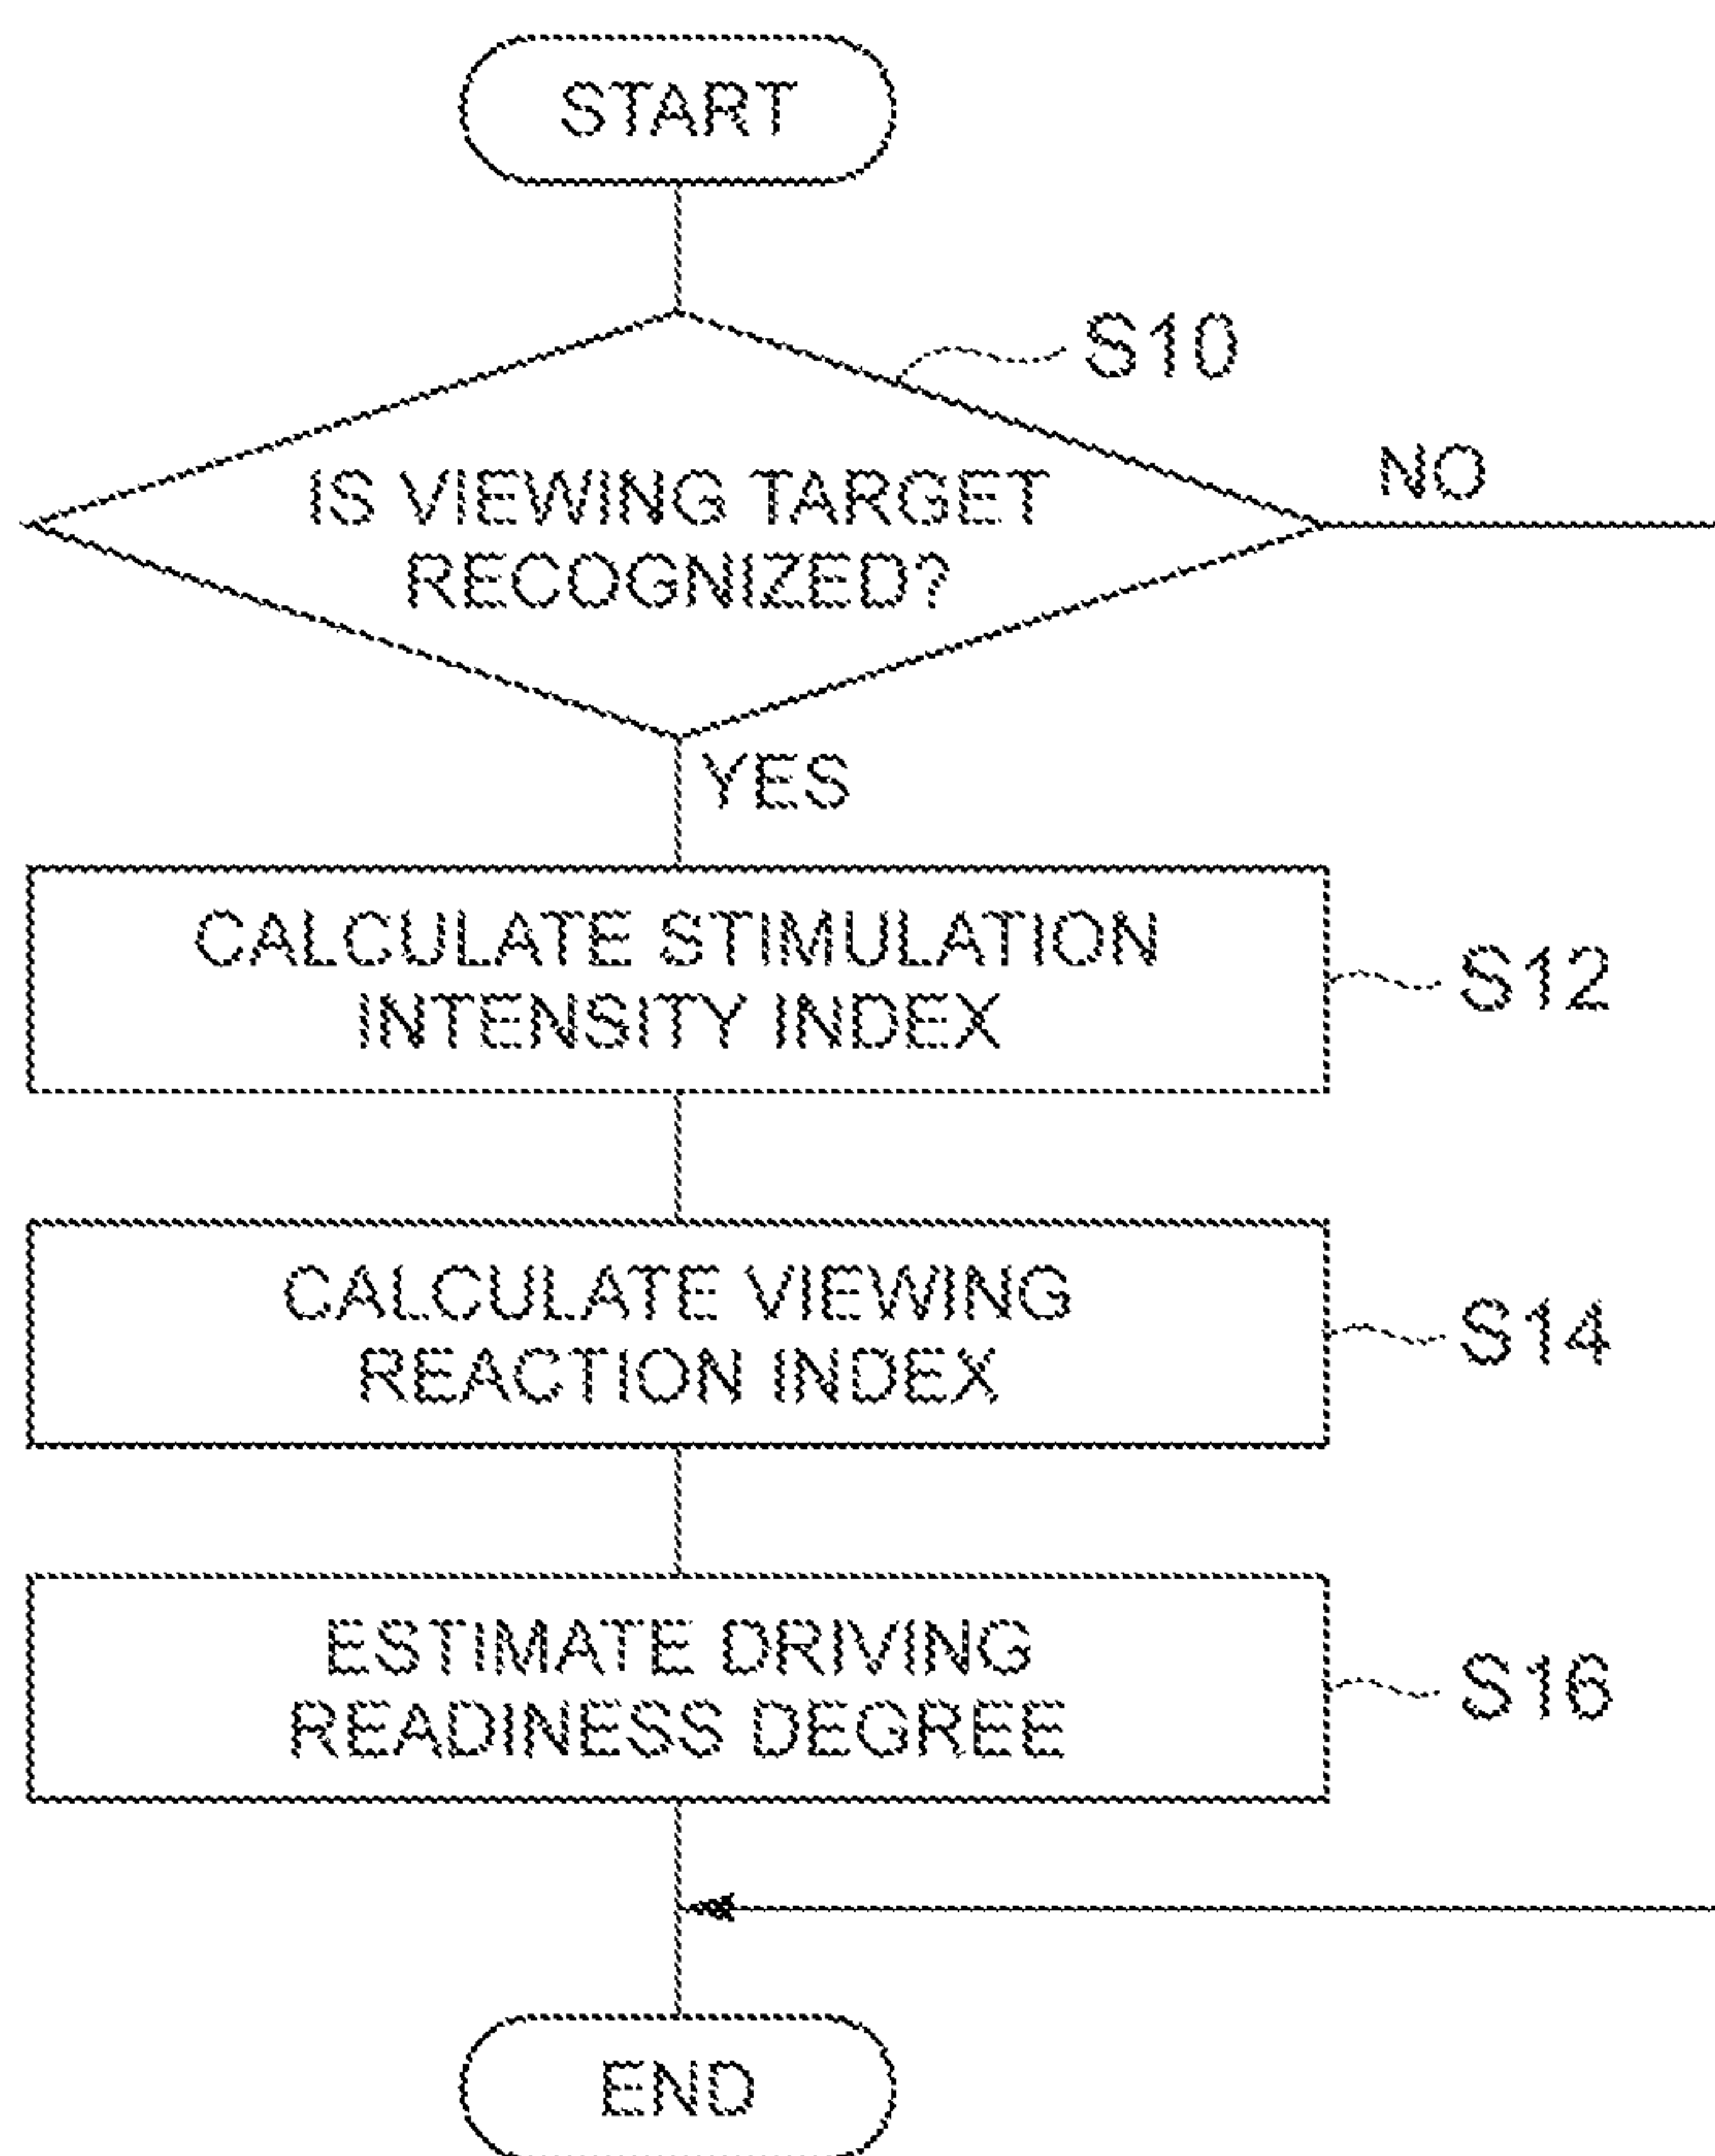 START
S10
IS VIEWING TARGET
RECOGNIZED?
NO
YES
CALCULATE STIMULATION
INTENSITY INDEX
S12
CALCULATE VIEWING
REACTION INDEX
S14
ESTIMATE DRIVING
READINESS DEGREE
S16
END